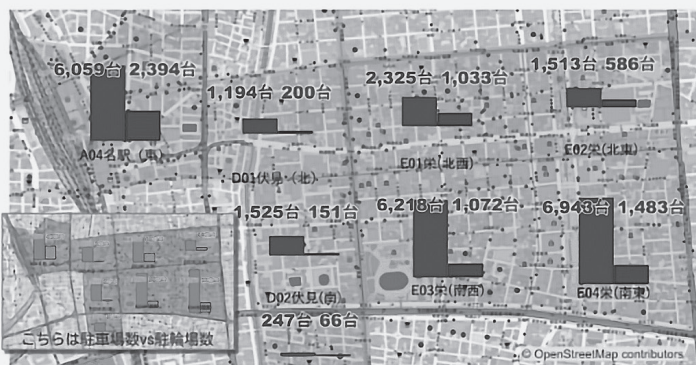 6,059台 2,394台
A04名駅（東）
1,194台 200台
D01伏見（北）
2,325台 1,033台
E01栄(北西)
1,513台 586台
E02栄(北東)
1,525台 151台
D02伏見(南)
6,218台 1,072台
E03栄(南西)
6,943台 1,483台
E04栄(南東)
247台 66台
こちらは駐車場数vs駐輪場数
© OpenStreetMap contributors